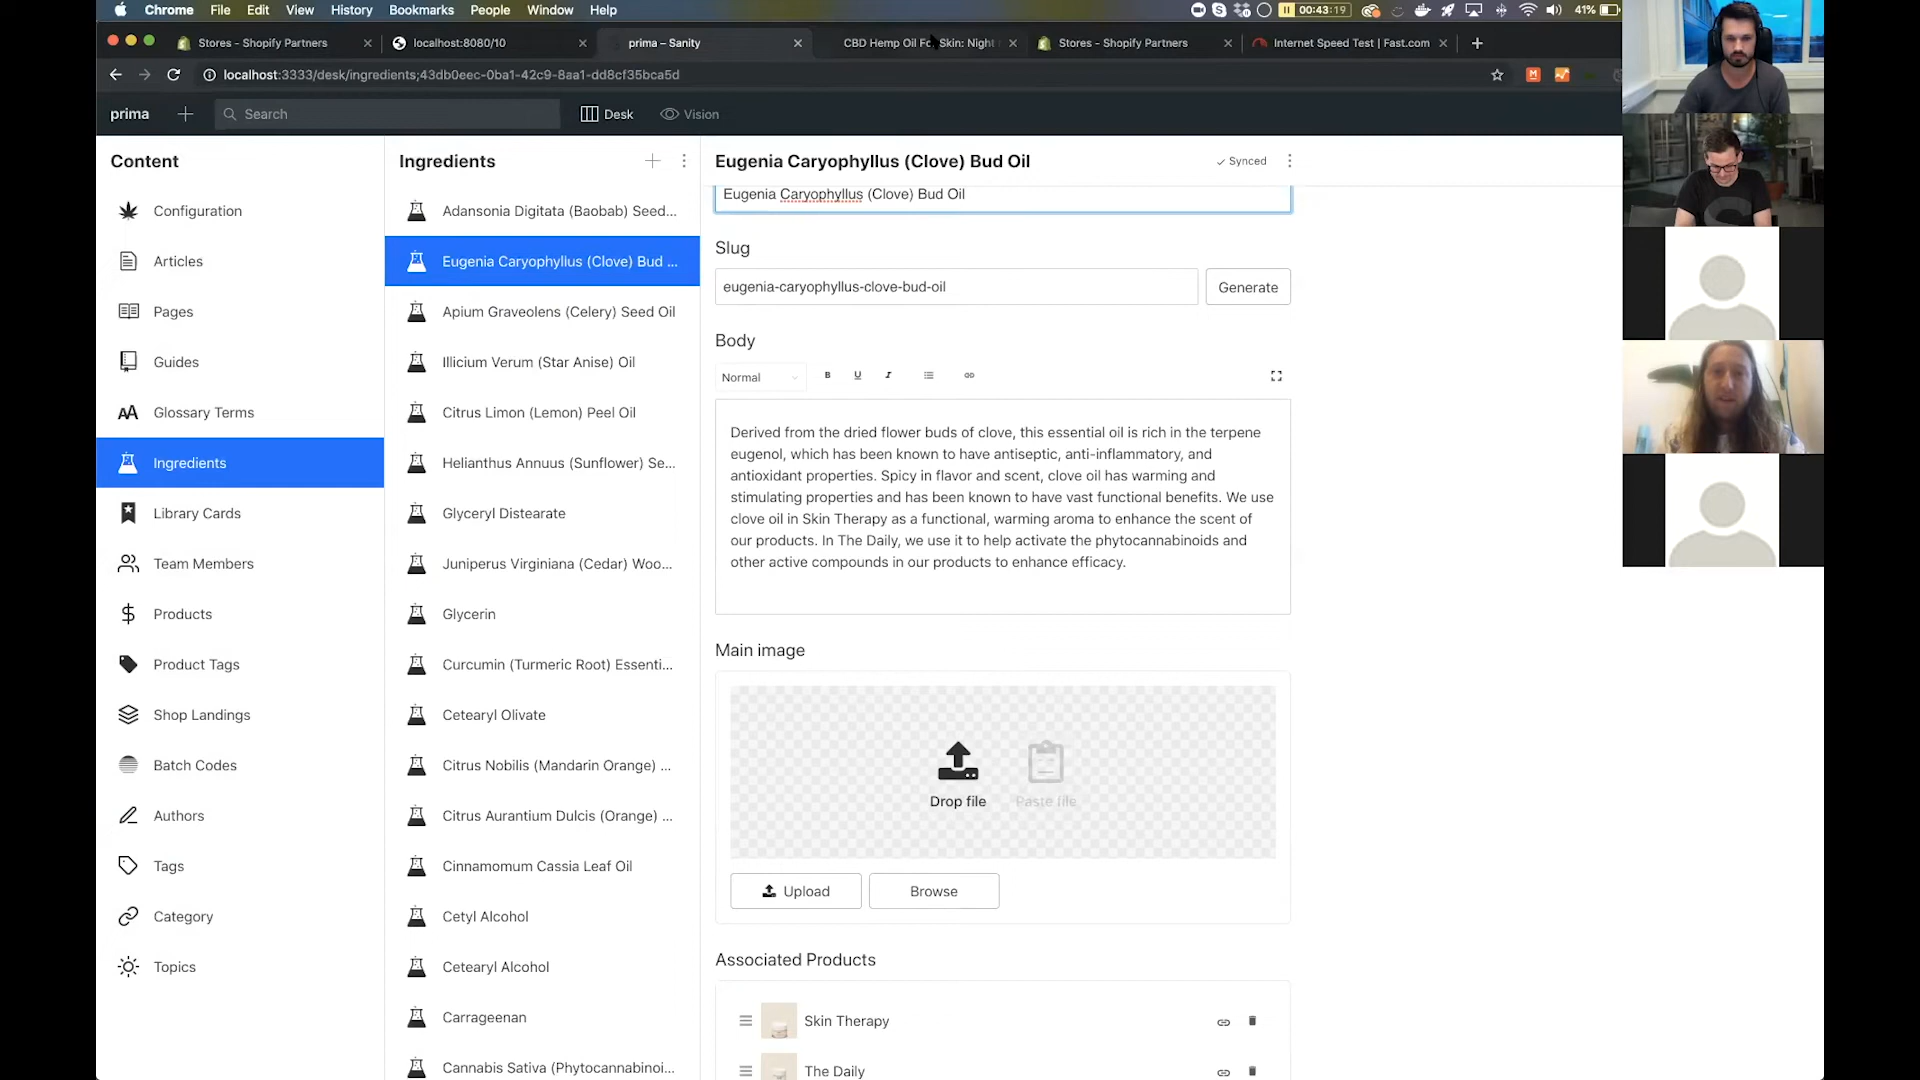 Chrome File Edit View History Bookmarks People Window Help 00:43:19 41%
Stores - Shopify Partners localhost:8080/10 prima – Sanity CBD Hemp Oil Fo Skin: Night Stores - Shopify Partners Internet Speed Test | Fast.com
localhost:3333/desk/ingredients;43db0eec-0ba1-42c9-8aa1-dd8cf35bca5d
prima Search Desk Vision
Content
Configuration
Articles
Pages
Guides
Glossary Terms
Ingredients
Library Cards
Team Members
Products
Product Tags
Shop Landings
Batch Codes
Authors
Tags
Category
Topics
Ingredients
Adansonia Digitata (Baobab) Seed...
Eugenia Caryophyllus (Clove) Bud ...
Apium Graveolens (Celery) Seed Oil
Illicium Verum (Star Anise) Oil
Citrus Limon (Lemon) Peel Oil
Helianthus Annuus (Sunflower) Se...
Glyceryl Distearate
Juniperus Virginiana (Cedar) Woo...
Glycerin
Curcumin (Turmeric Root) Essenti...
Cetearyl Olivate
Citrus Nobilis (Mandarin Orange) ...
Citrus Aurantium Dulcis (Orange) ...
Cinnamomum Cassia Leaf Oil
Cetyl Alcohol
Cetearyl Alcohol
Carrageenan
Cannabis Sativa (Phytocannabinoi...
Eugenia Caryophyllus (Clove) Bud Oil Synced
Eugenia Caryophyllus (Clove) Bud Oil
Slug
eugenia-caryophyllus-clove-bud-oil Generate
Body
Normal B U I
Derived from the dried flower buds of clove, this essential oil is rich in the terpene
eugenol, which has been known to have antiseptic, anti-inflammatory, and
antioxidant properties. Spicy in flavor and scent, clove oil has warming and
stimulating properties and has been known to have vast functional benefits. We use
clove oil in Skin Therapy as a functional, warming aroma to enhance the scent of
our products. In The Daily, we use it to help activate the phytocannabinoids and
other active compounds in our products to enhance efficacy.
Main image
Drop file Paste file
Upload Browse
Associated Products
Skin Therapy
The Daily